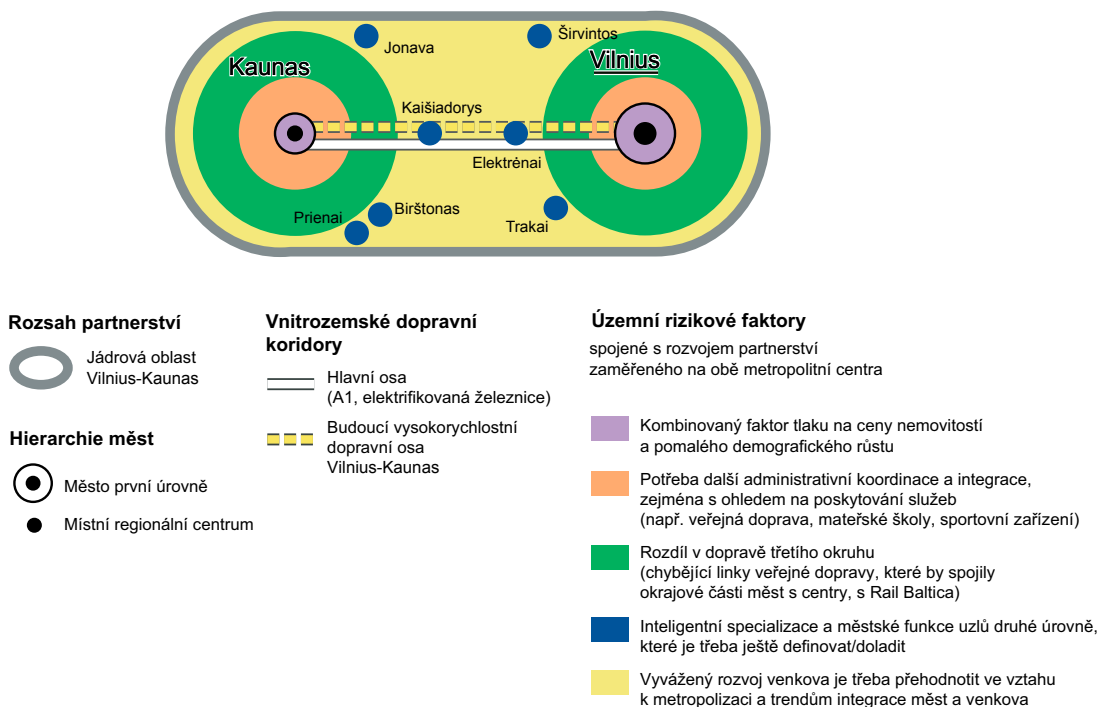 Jonava
Širvintos
Kaunas
Vilnius
Kaišiadorys
Elektrėnai
Prienai
Birštonas
Trakai
Rozsah partnerství
Jádrová oblast
Vilnius-Kaunas
Hierarchie měst
Město první úrovně
Místní regionální centrum
Vnitrozemské dopravní
koridory
Hlavní osa
(A1, elektrifikovaná železnice)
Budoucí vysokorychlostní
dopravní osa
Vilnius-Kaunas
Územní rizikové faktory
spojené s rozvojem partnerství
zaměřeného na obě metropolitní centra
Kombinovaný faktor tlaku na ceny nemovitostí
a pomalého demografického růstu
Potřeba další administrativní koordinace a integrace,
zejména s ohledem na poskytování služeb
(např. veřejná doprava, mateřské školy, sportovní zařízení)
Rozdíl v dopravě třetího okruhu
(chybějící linky veřejné dopravy, které by spojily
okrajové části měst s centry, s Rail Baltica)
Inteligentní specializace a městské funkce uzlů druhé úrovně,
které je třeba ještě definovat/doladit
Vyvážený rozvoj venkova je třeba přehodnotit ve vztahu
k metropolizaci a trendům integrace měst a venkova